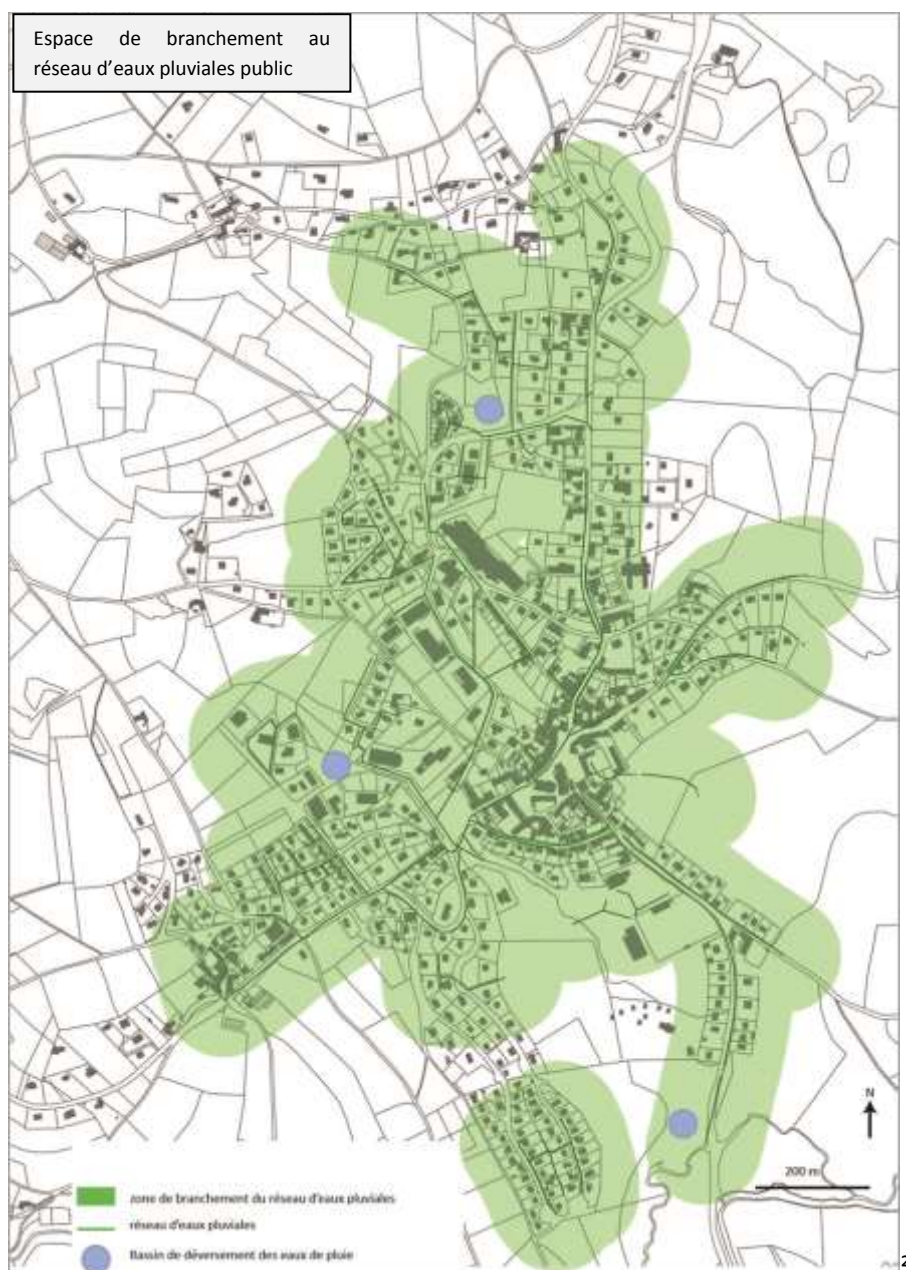 Espace de branchement au
réseau d'eaux pluviales public
N
200 m
zone de branchement du réseau d'eaux pluviales
réseau d'eaux pluviales
Bassin de déversement des eaux de pluie
2